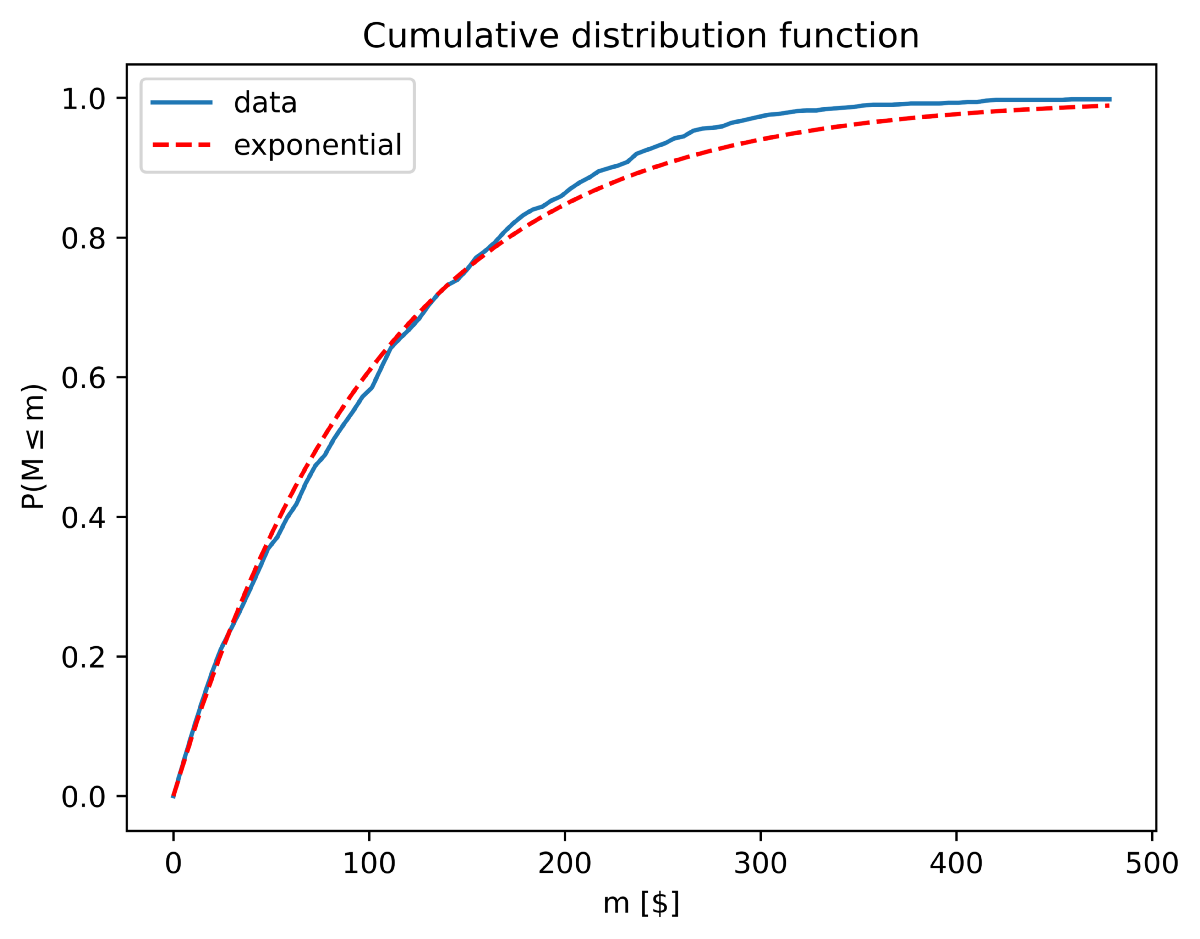 Cumulative distribution function
data
exponential
1.0
0.8
0.6
0.4
0.2
0.0
P(M ≤ m)
0 100 200 300 400 500
m [$]